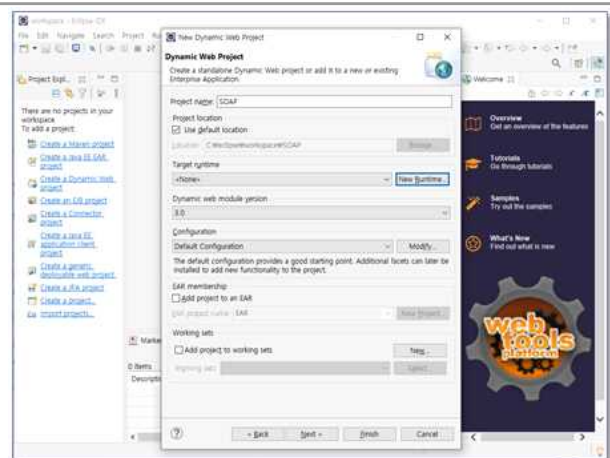 workspace - Eclipse IDE
File Edit Navigate Search Project
New Dynamic Web Project
Dynamic Web Project
Create a standalone Dynamic Web project or add it to a new or existing
Enterprise Application.
Project name: SOAP
Project location
Use default location
Location: C:₩eclipse₩workspace₩SOAP
Browse...
Target runtime
<None>
New Runtime...
Dynamic web module version
3.0
Configuration
Default Configuration
Modify...
The default configuration provides a good starting point. Additional facets can later be
installed to add new functionality to the project.
EAR membership
Add project to an EAR
EAR project name: EAR
New Project...
Working sets
Add project to working sets
New...
Working sets:
Select...
< Back
Next >
Finish
Cancel
Project Expl...
There are no projects in your
workspace
To add a project:
Create a Maven project
Create a Java EE EAR
project
Create a Dynamic Web
project
Create an EJB project
Create a Connector
project
Create a Java EE
application client
project
Create a generic
deployable web project
Create a JPA project
Create a project...
Import projects...
Marke
0 items
Descripti
Welcome
Overview
Get an overview of the features
Tutorials
Go through tutorials
Samples
Try out the samples
What's New
Find out what is new
web
tools
platform